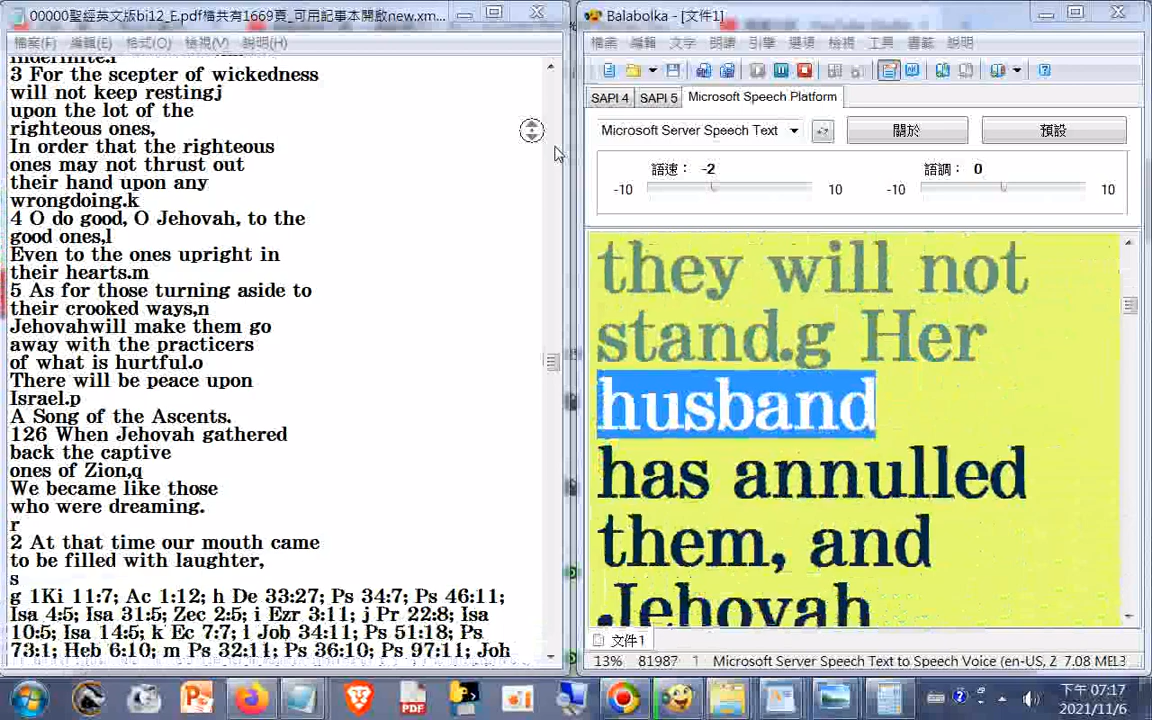 00000聖經英文版bi12_E.pdf檔共有1669頁_可用記事本開啟new.xm...
檔案(F) 編輯(E) 格式(O) 檢視(V) 說明(H)
indefinite.i
3 For the scepter of wickedness
will not keep restingj
upon the lot of the
righteous ones,
In order that the righteous
ones may not thrust out
their hand upon any
wrongdoing.k
4 O do good, O Jehovah, to the
good ones,l
Even to the ones upright in
their hearts.m
5 As for those turning aside to
their crooked ways,n
Jehovahwill make them go
away with the practicers
of what is hurtful.o
There will be peace upon
Israel.p
A Song of the Ascents.
126 When Jehovah gathered
back the captive
ones of Zion,q
We became like those
who were dreaming.
r
2 At that time our mouth came
to be filled with laughter,
s
g 1Ki 11:7; Ac 1:12; h De 33:27; Ps 34:7; Ps 46:11;
Isa 4:5; Isa 31:5; Zec 2:5; i Ezr 3:11; j Pr 22:8; Isa
10:5; Isa 14:5; k Ec 7:7; l Job 34:11; Ps 51:18; Ps
73:1; Heb 6:10; m Ps 32:11; Ps 36:10; Ps 97:11; Joh
Balabolka - [文件1]
檔案 編輯 文字 朗讀 引擎 選項 檢視 工具 書籤 說明
SAPI 4 SAPI 5 Microsoft Speech Platform
Microsoft Server Speech Text 關於 預設
語速： -2 語調： 0
-10 10 -10 10
they will not
stand.g Her
husband
has annulled
them, and
Jehovah
文件1
13% 81987 1 Microsoft Server Speech Text to Speech Voice (en-US, Z 7.08 MEL3
PDF
下午 07:17
2021/11/6